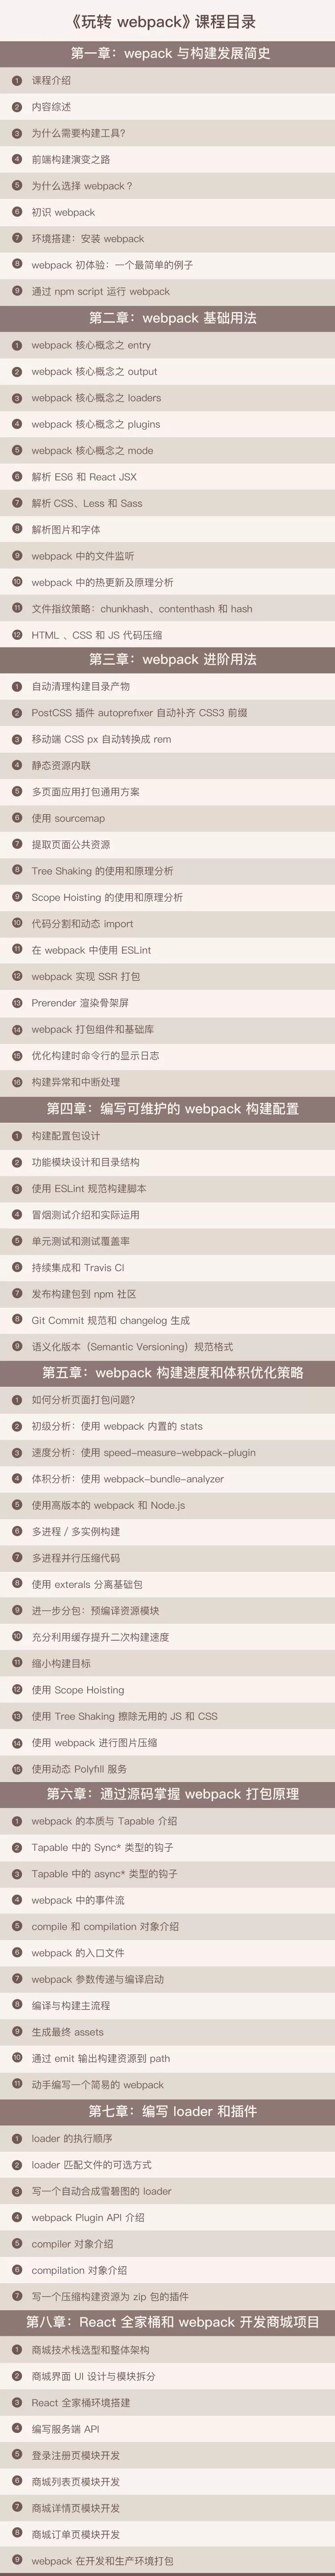 《玩转 webpack》课程目录
第一章：wepack 与构建发展简史
1 课程介绍
2 内容综述
3 为什么需要构建工具?
4 前端构建演变之路
5 为什么选择 webpack？
6 初识 webpack
7 环境搭建：安装 webpack
8 webpack 初体验：一个最简单的例子
9 通过 npm script 运行 webpack
第二章：webpack 基础用法
1 webpack 核心概念之 entry
2 webpack 核心概念之 output
3 webpack 核心概念之 loaders
4 webpack 核心概念之 plugins
5 webpack 核心概念之 mode
6 解析 ES6 和 React JSX
7 解析 CSS、Less 和 Sass
8 解析图片和字体
9 webpack 中的文件监听
10 webpack 中的热更新及原理分析
11 文件指纹策略：chunkhash、contenthash 和 hash
12 HTML 、CSS 和 JS 代码压缩
第三章：webpack 进阶用法
1 自动清理构建目录产物
2 PostCSS 插件 autoprefixer 自动补齐 CSS3 前缀
3 移动端 CSS px 自动转换成 rem
4 静态资源内联
5 多页面应用打包通用方案
6 使用 sourcemap
7 提取页面公共资源
8 Tree Shaking 的使用和原理分析
9 Scope Hoisting 的使用和原理分析
10 代码分割和动态 import
11 在 webpack 中使用 ESLint
12 webpack 实现 SSR 打包
13 Prerender 渲染骨架屏
14 webpack 打包组件和基础库
15 优化构建时命令行的显示日志
16 构建异常和中断处理
第四章：编写可维护的 webpack 构建配置
1 构建配置包设计
2 功能模块设计和目录结构
3 使用 ESLint 规范构建脚本
4 冒烟测试介绍和实际运用
5 单元测试和测试覆盖率
6 持续集成和 Travis CI
7 发布构建包到 npm 社区
8 Git Commit 规范和 changelog 生成
9 语义化版本（Semantic Versioning）规范格式
第五章：webpack 构建速度和体积优化策略
1 如何分析页面打包问题?
2 初级分析：使用 webpack 内置的 stats
3 速度分析：使用 speed-measure-webpack-plugin
4 体积分析：使用 webpack-bundle-analyzer
5 使用高版本的 webpack 和 Node.js
6 多进程 / 多实例构建
7 多进程并行压缩代码
8 使用 exterals 分离基础包
9 进一步分包：预编译资源模块
10 充分利用缓存提升二次构建速度
11 缩小构建目标
12 使用 Scope Hoisting
13 使用 Tree Shaking 擦除无用的 JS 和 CSS
14 使用 webpack 进行图片压缩
15 使用动态 Polyfill 服务
第六章：通过源码掌握 webpack 打包原理
1 webpack 的本质与 Tapable 介绍
2 Tapable 中的 Sync* 类型的钩子
3 Tapable 中的 async* 类型的钩子
4 webpack 中的事件流
5 compile 和 compilation 对象介绍
6 webpack 的入口文件
7 webpack 参数传递与编译启动
8 编译与构建主流程
9 生成最终 assets
10 通过 emit 输出构建资源到 path
11 动手编写一个简易的 webpack
第七章：编写 loader 和插件
1 loader 的执行顺序
2 loader 匹配文件的可选方式
3 写一个自动合成雪碧图的 loader
4 webpack Plugin API 介绍
5 compiler 对象介绍
6 compilation 对象介绍
7 写一个压缩构建资源为 zip 包的插件
第八章：React 全家桶和 webpack 开发商城项目
1 商城技术栈选型和整体架构
2 商城界面 UI 设计与模块拆分
3 React 全家桶环境搭建
4 编写服务端 API
5 登录注册页模块开发
6 商城列表页模块开发
7 商城详情页模块开发
8 商城订单页模块开发
9 webpack 在开发和生产环境打包